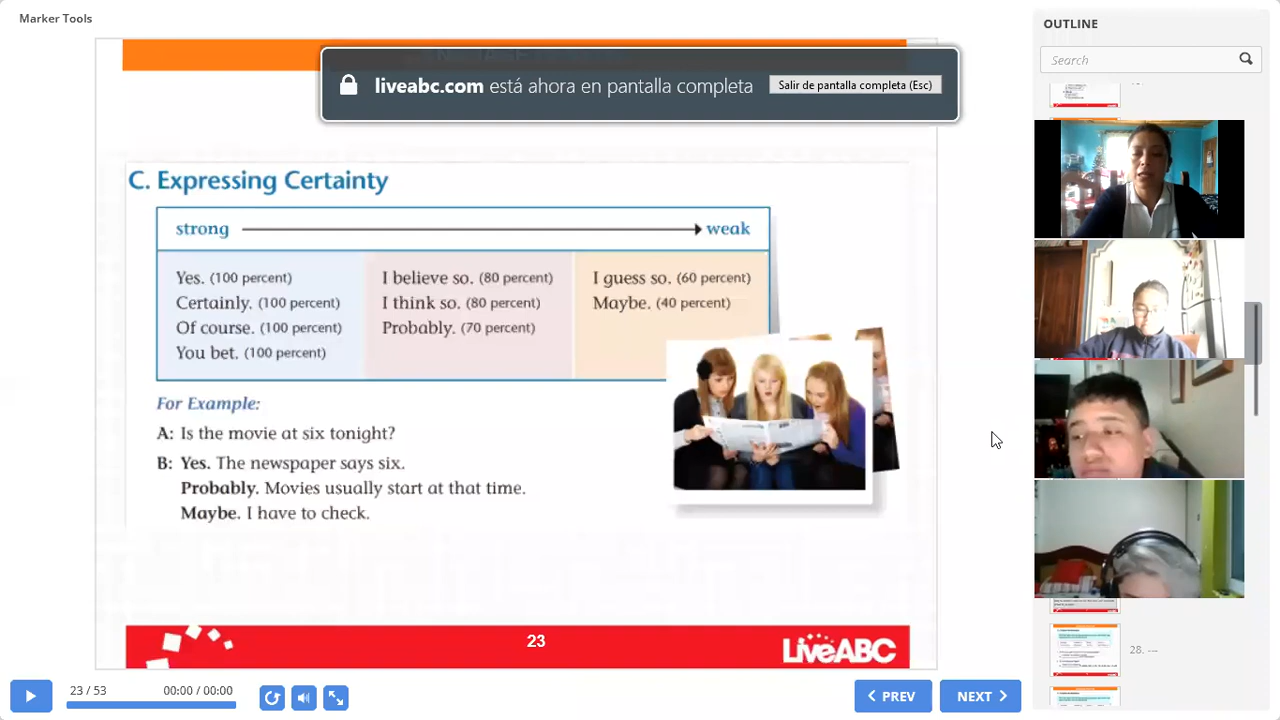 Marker Tools
OUTLINE
Search
liveabc.com está ahora en pantalla completa
Salir de pantalla completa (Esc)
C. Expressing Certainty
strong weak
Yes. (100 percent) I believe so. (80 percent) I guess so. (60 percent)
Certainly. (100 percent) I think so. (80 percent) Maybe. (40 percent)
Of course. (100 percent) Probably. (70 percent)
You bet. (100 percent)
For Example:
A: Is the movie at six tonight?
B: Yes. The newspaper says six.
Probably. Movies usually start at that time.
Maybe. I have to check.
23
LiveABC
28. ---
23 / 53 00:00 / 00:00
PREV
NEXT